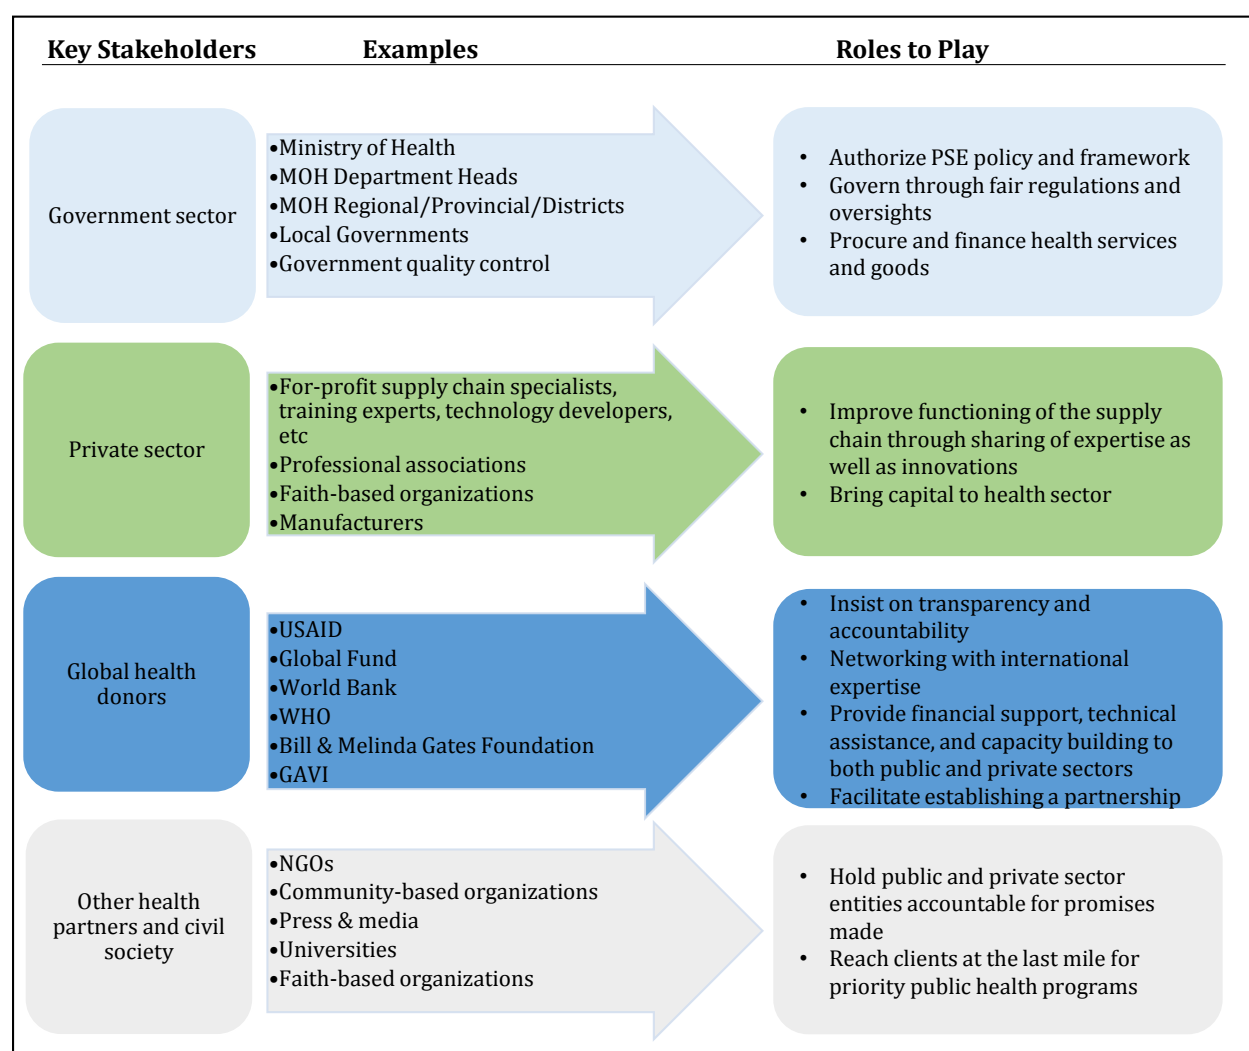 Key Stakeholders Examples Roles to Play
Government sector
•Ministry of Health
•MOH Department Heads
•MOH Regional/Provincial/Districts
•Local Governments
•Government quality control
• Authorize PSE policy and framework
• Govern through fair regulations and
oversights
• Procure and finance health services
and goods
Private sector
•For-profit supply chain specialists,
training experts, technology developers,
etc
•Professional associations
•Faith-based organizations
•Manufacturers
• Improve functioning of the supply
chain through sharing of expertise as
well as innovations
• Bring capital to health sector
Global health
donors
•USAID
•Global Fund
•World Bank
•WHO
•Bill & Melinda Gates Foundation
•GAVI
• Insist on transparency and
accountability
• Networking with international
expertise
• Provide financial support, technical
assistance, and capacity building to
both public and private sectors
• Facilitate establishing a partnership
Other health
partners and civil
society
•NGOs
•Community-based organizations
•Press & media
•Universities
•Faith-based organizations
• Hold public and private sector
entities accountable for promises
made
• Reach clients at the last mile for
priority public health programs